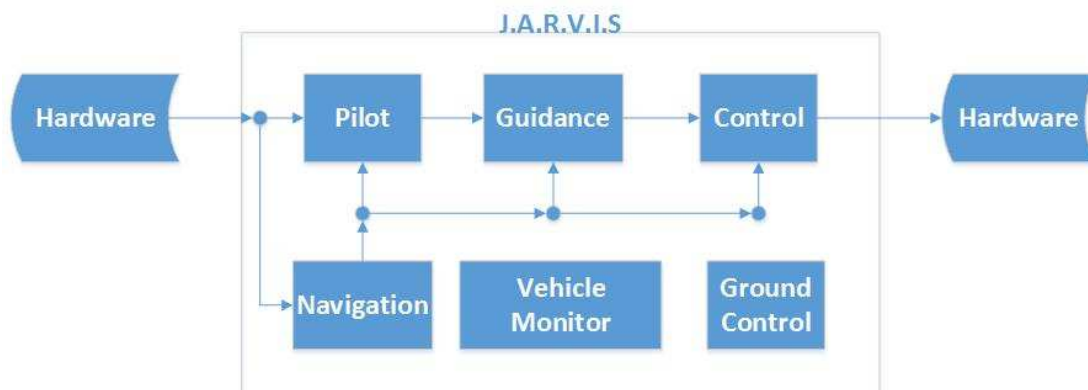 J.A.R.V.I.S
Hardware
Pilot
Guidance
Control
Hardware
Navigation
Vehicle
Monitor
Ground
Control